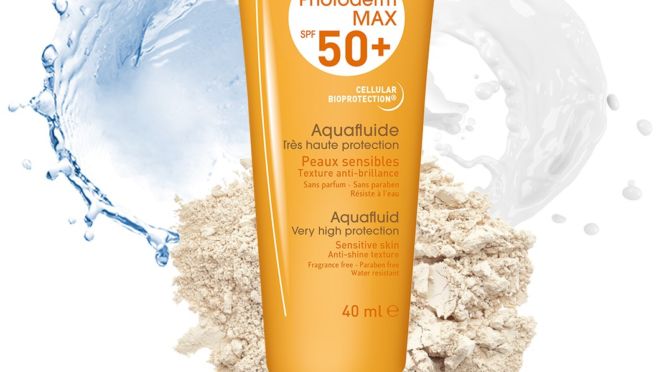 Photoderm
MAX
SPF 50+
CELLULAR
BIOPROTECTION®
Aquafluide
Très haute protection
Peaux sensibles
Texture anti-brillance
Sans parfum - Sans paraben
Résiste à l'eau
Aquafluid
Very high protection
Sensitive skin
Anti-shine texture
Fragrance free - Paraben free
Water resistant
40 ml e